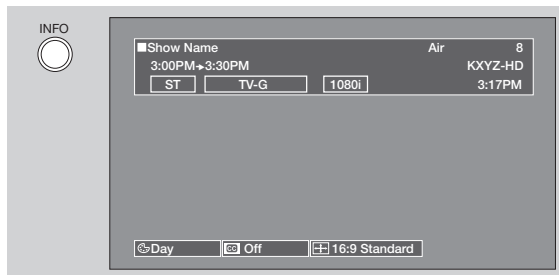 INFO
■Show Name Air 8
3:00PM→3:30PM KXYZ-HD
ST TV-G 1080i 3:17PM
Day CC Off 16:9 Standard